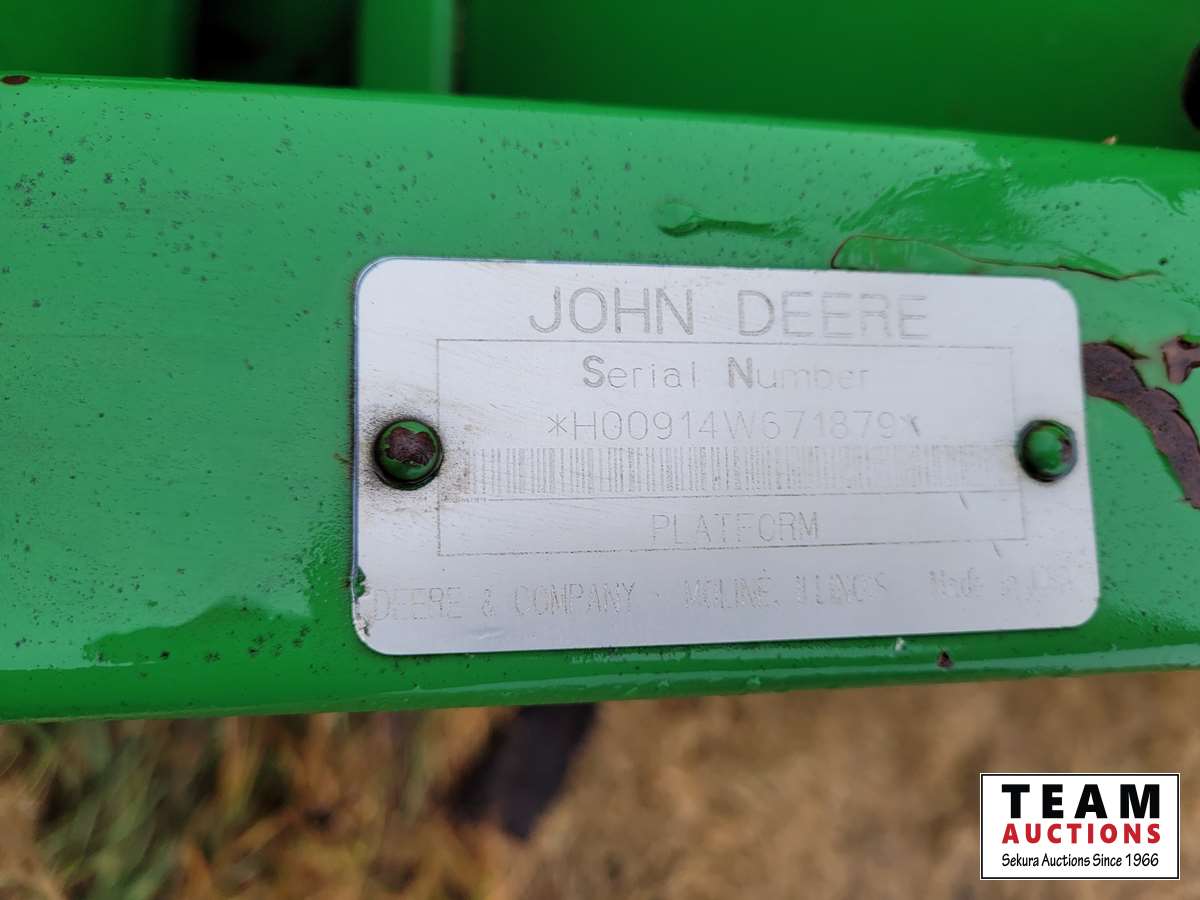 JOHN DEERE
Serial Number
*H00914W671879*
PLATFORM
DEERE & COMPANY · MOLINE, ILLINOIS Made in USA
TEAM
AUCTIONS
Sekura Auctions Since 1966